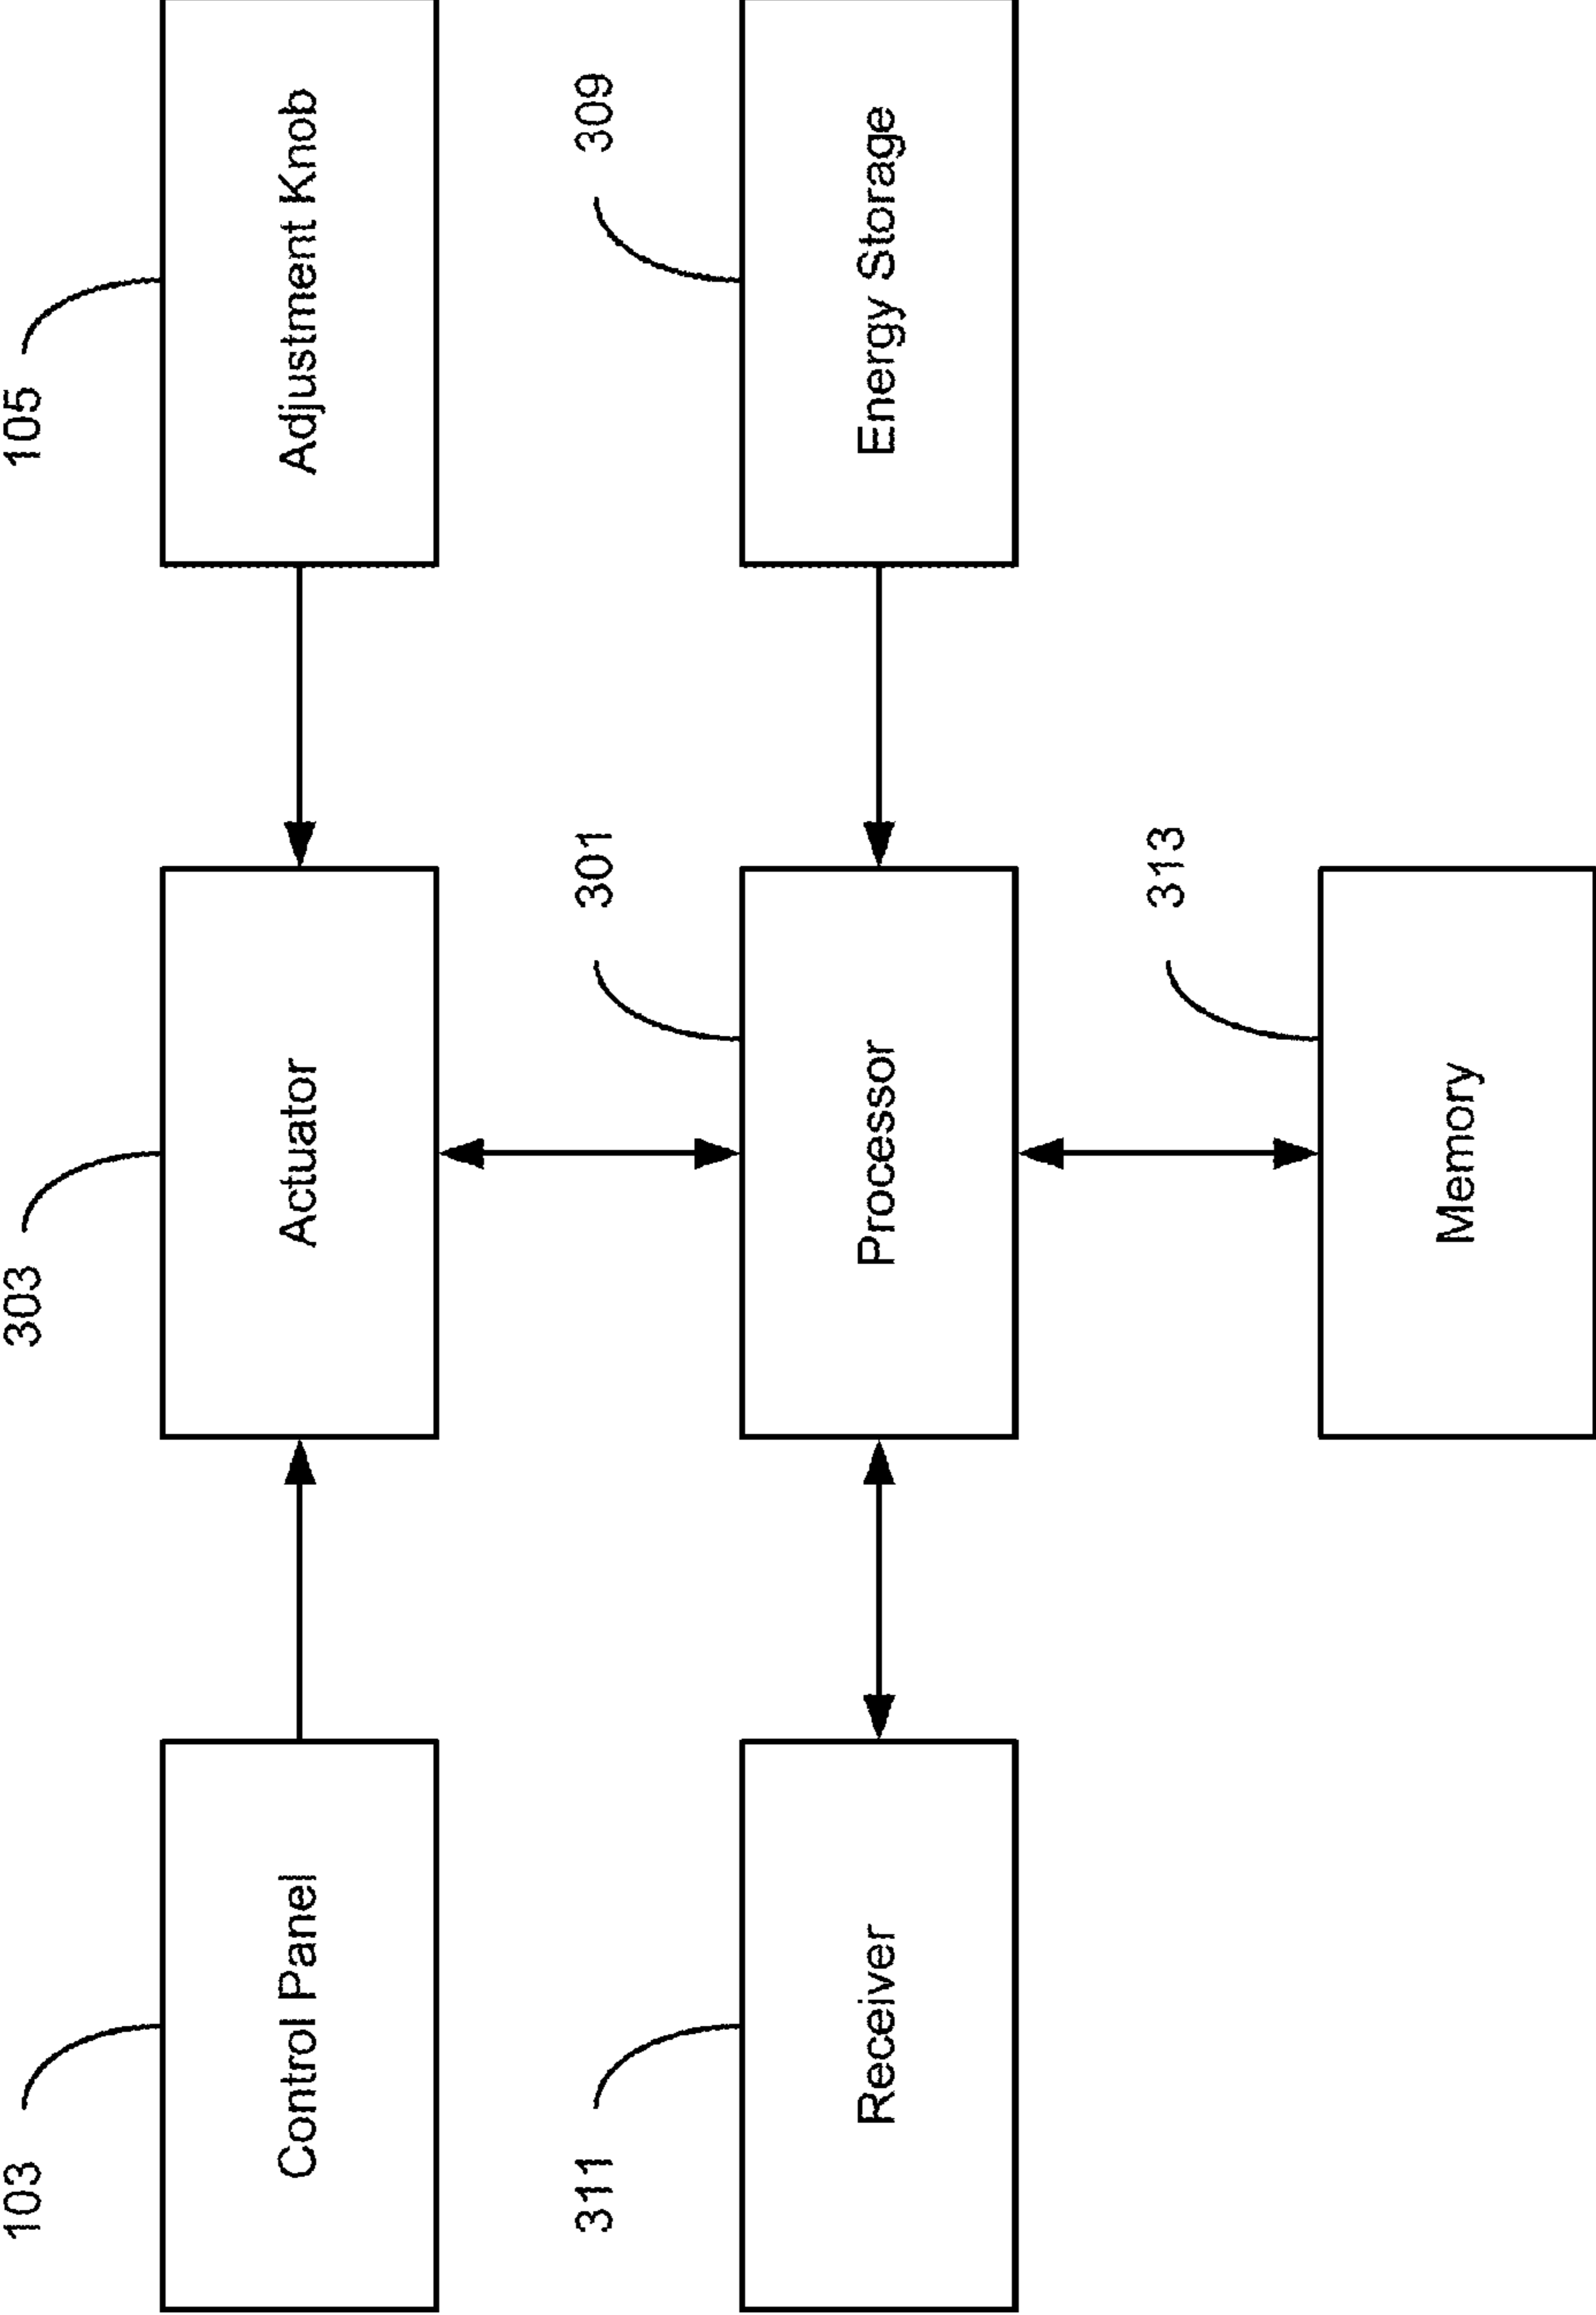 103
303
105
Control Panel
Actuator
Adjustment Knob
311
301
309
Receiver
Processor
Energy Storage
313
Memory